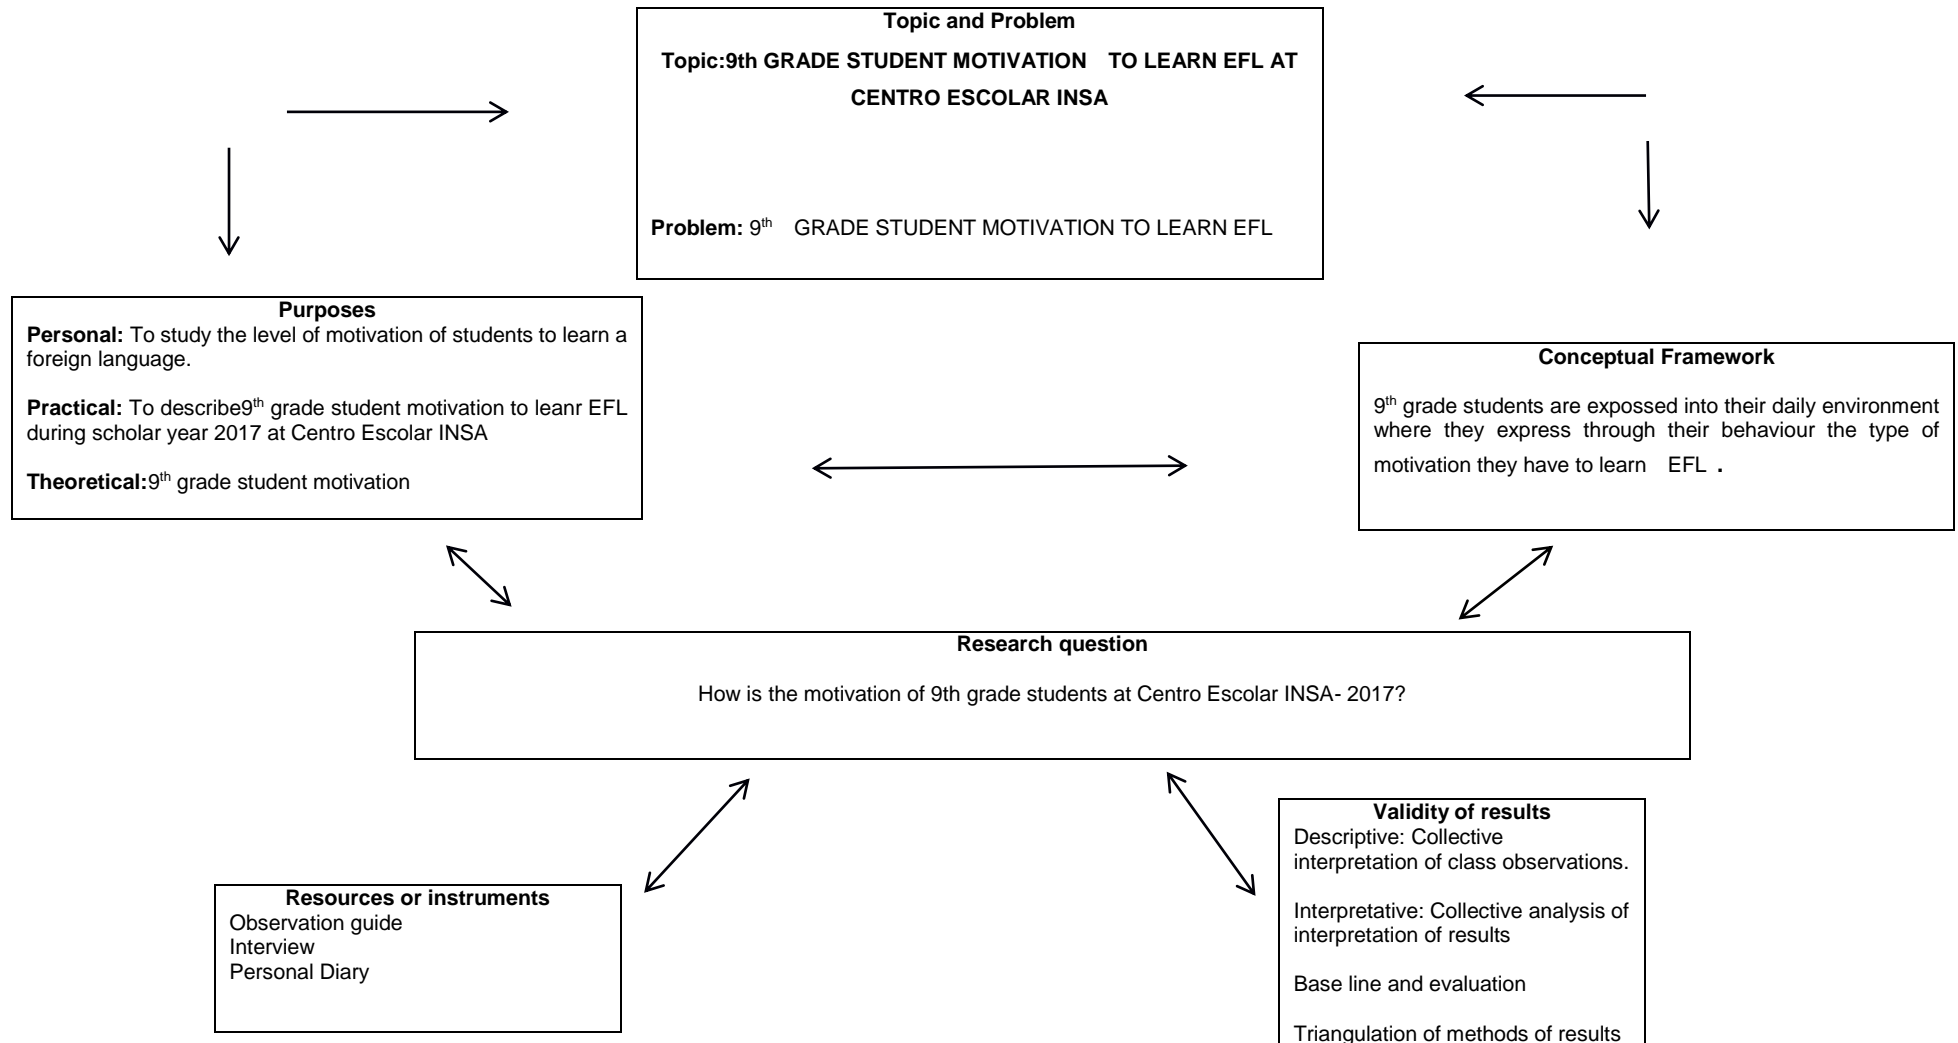 Topic and Problem
Topic:9th GRADE STUDENT MOTIVATION TO LEARN EFL AT
CENTRO ESCOLAR INSA
Problem: 9th GRADE STUDENT MOTIVATION TO LEARN EFL
Purposes
Personal: To study the level of motivation of students to learn a
foreign language.
Practical: To describe9th grade student motivation to leanr EFL
during scholar year 2017 at Centro Escolar INSA
Theoretical:9th grade student motivation
Conceptual Framework
9th grade students are expossed into their daily environment
where they express through their behaviour the type of
motivation they have to learn EFL .
Research question
How is the motivation of 9th grade students at Centro Escolar INSA- 2017?
Resources or instruments
Observation guide
Interview
Personal Diary
Validity of results
Descriptive: Collective
interpretation of class observations.
Interpretative: Collective analysis of
interpretation of results
Base line and evaluation
Triangulation of methods of results